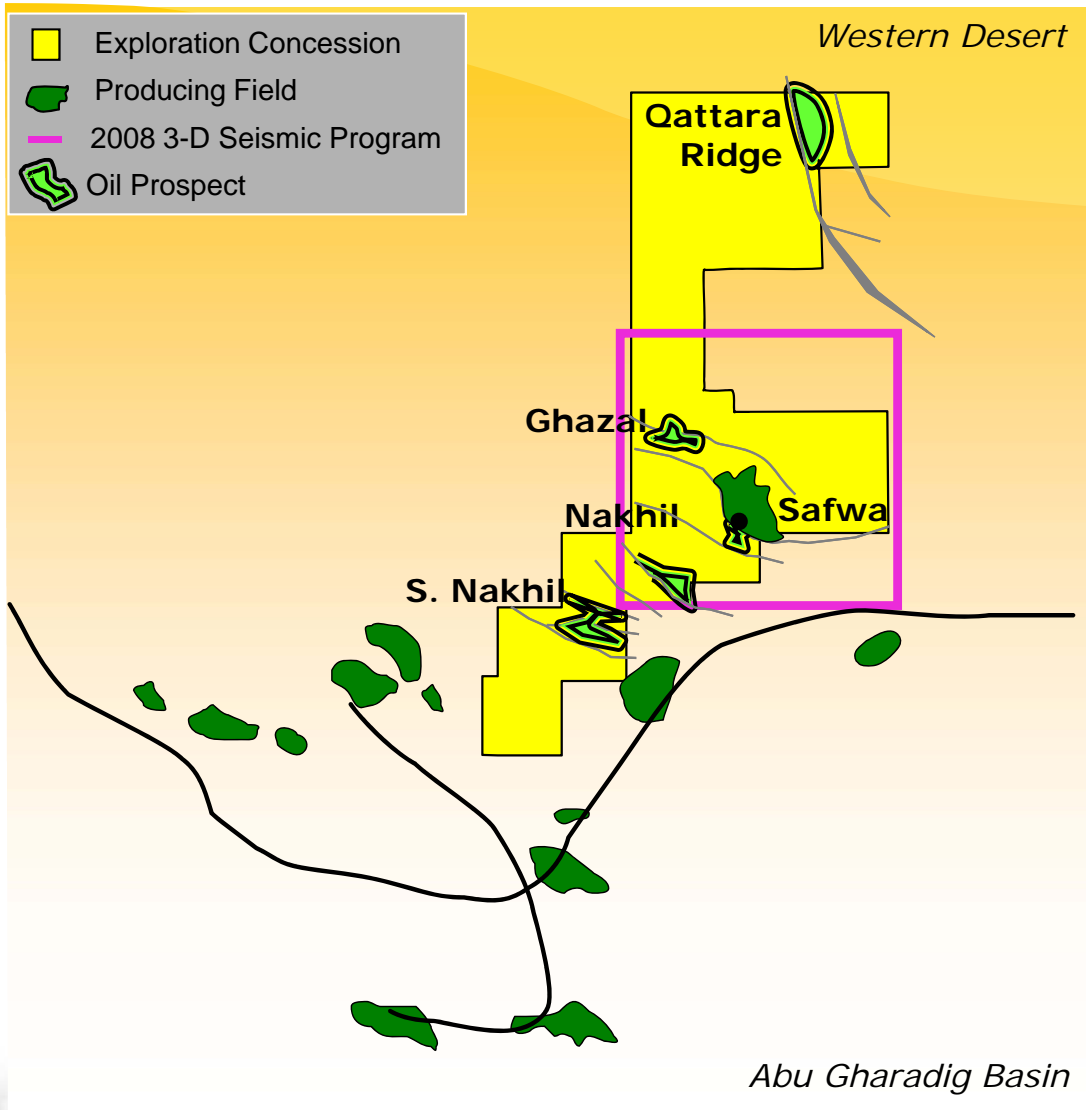 Western Desert
Exploration Concession
Producing Field
2008 3-D Seismic Program
Oil Prospect
Qattara
Ridge
Ghazal
Nakhil
Safwa
S. Nakhil
Abu Gharadig Basin